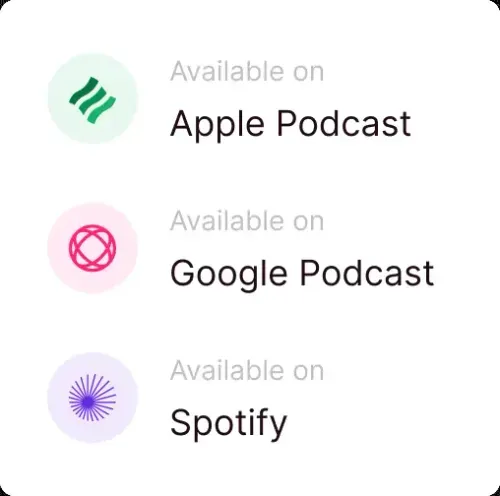 Available on
Apple Podcast
Available on
Google Podcast
Available on
Spotify